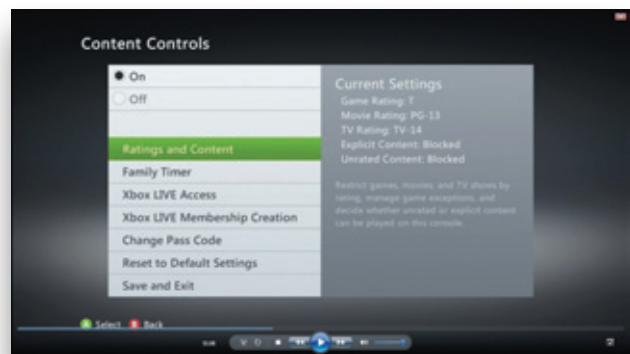 Content Controls
On
Off
Ratings and Content
Family Timer
Xbox LIVE Access
Xbox LIVE Membership Creation
Change Pass Code
Reset to Default Settings
Save and Exit
Current Settings
Game Rating: T
Movie Rating: PG-13
TV Rating: TV-14
Explicit Content: Blocked
Unrated Content: Blocked
Restrict games, movies, and TV shows by
rating, manage game exceptions, and
decide whether unrated or explicit content
can be played on this console.
A Select B Back